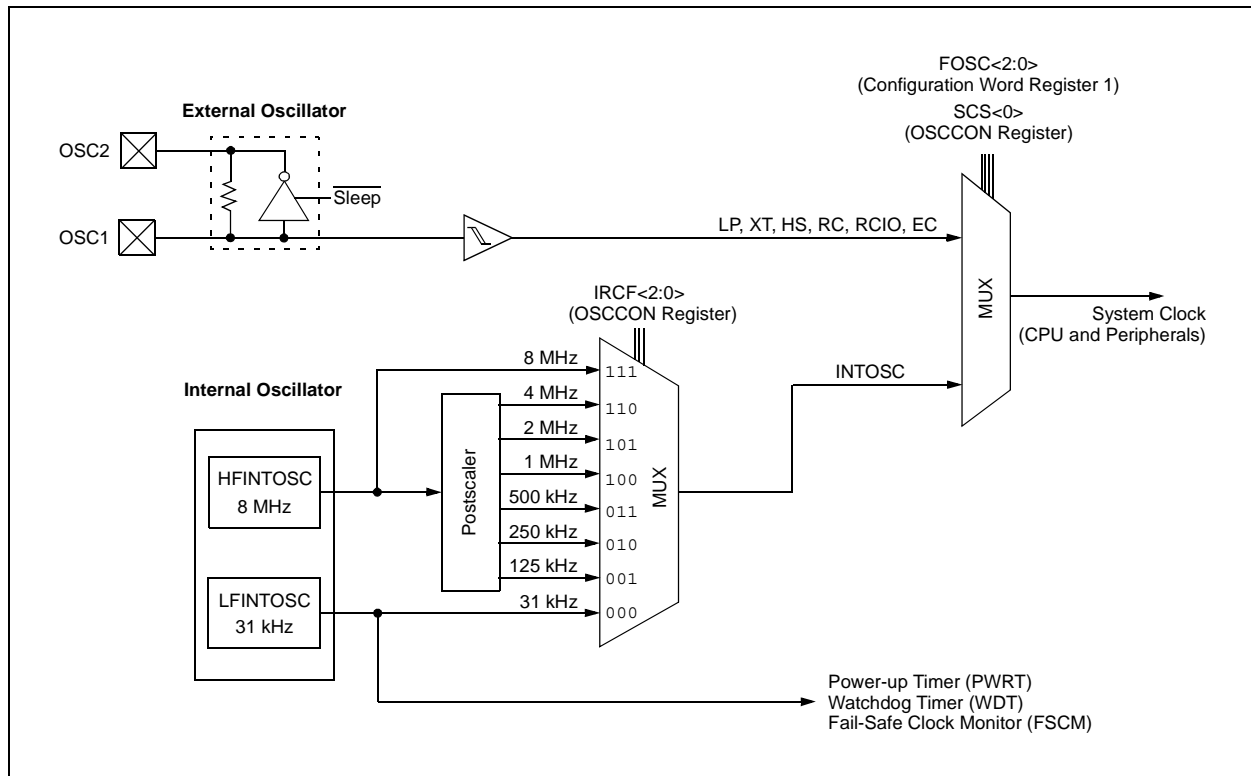 FOSC<2:0>
(Configuration Word Register 1)
SCS<0>
(OSCCON Register)
External Oscillator
OSC2
Sleep
OSC1
LP, XT, HS, RC, RCIO, EC
IRCF<2:0>
(OSCCON Register)
MUX
System Clock
(CPU and Peripherals)
8 MHz
111
INTOSC
Internal Oscillator
4 MHz
110
2 MHz
101
HFINTOSC
8 MHz
Postscaler
1 MHz
100
MUX
500 kHz
011
250 kHz
010
125 kHz
001
LFINTOSC
31 kHz
31 kHz
000
Power-up Timer (PWRT)
Watchdog Timer (WDT)
Fail-Safe Clock Monitor (FSCM)